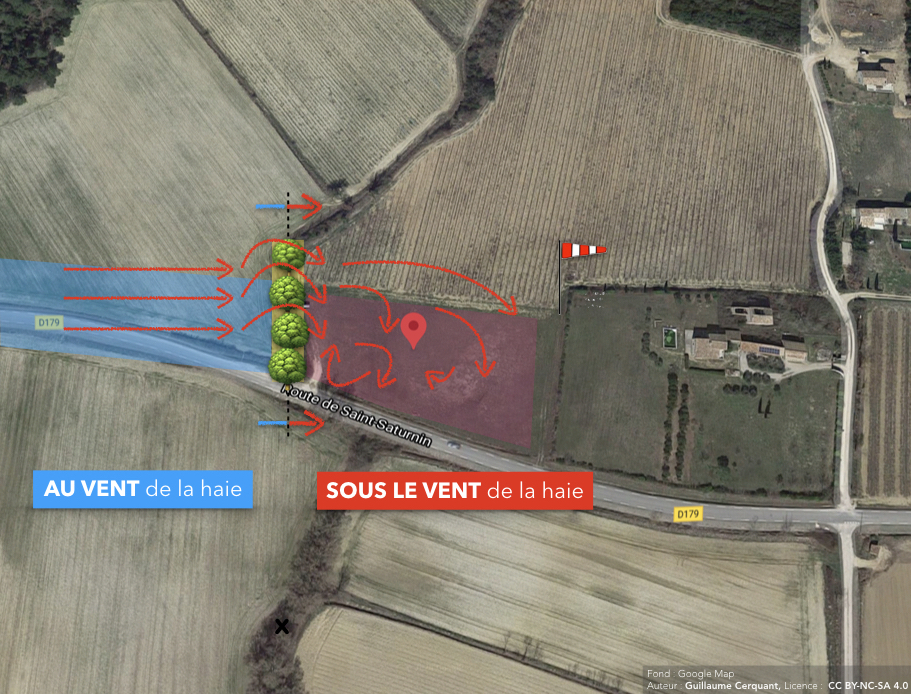 D179
Route de Saint-Saturnin
AU VENT de la haie
SOUS LE VENT de la haie
D179
x
Fond : Google Map
Auteur : Guillaume Cerquant, Licence : CC BY-NC-SA 4.0